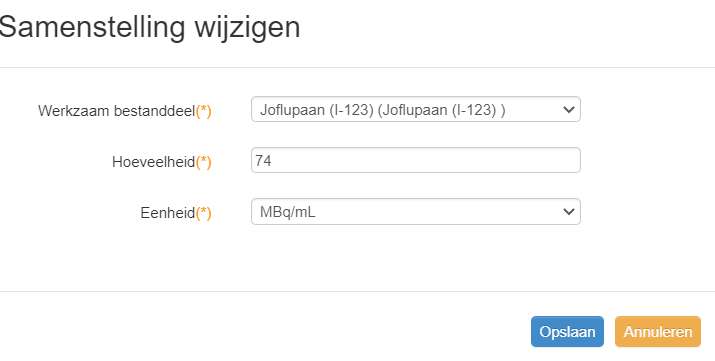 Samenstelling wijzigen
Werkzaam bestanddeel(*) Joflupaan (I-123) (Joflupaan (I-123) )
Hoeveelheid(*) 74
Eenheid(*) MBq/mL
Opslaan Annuleren